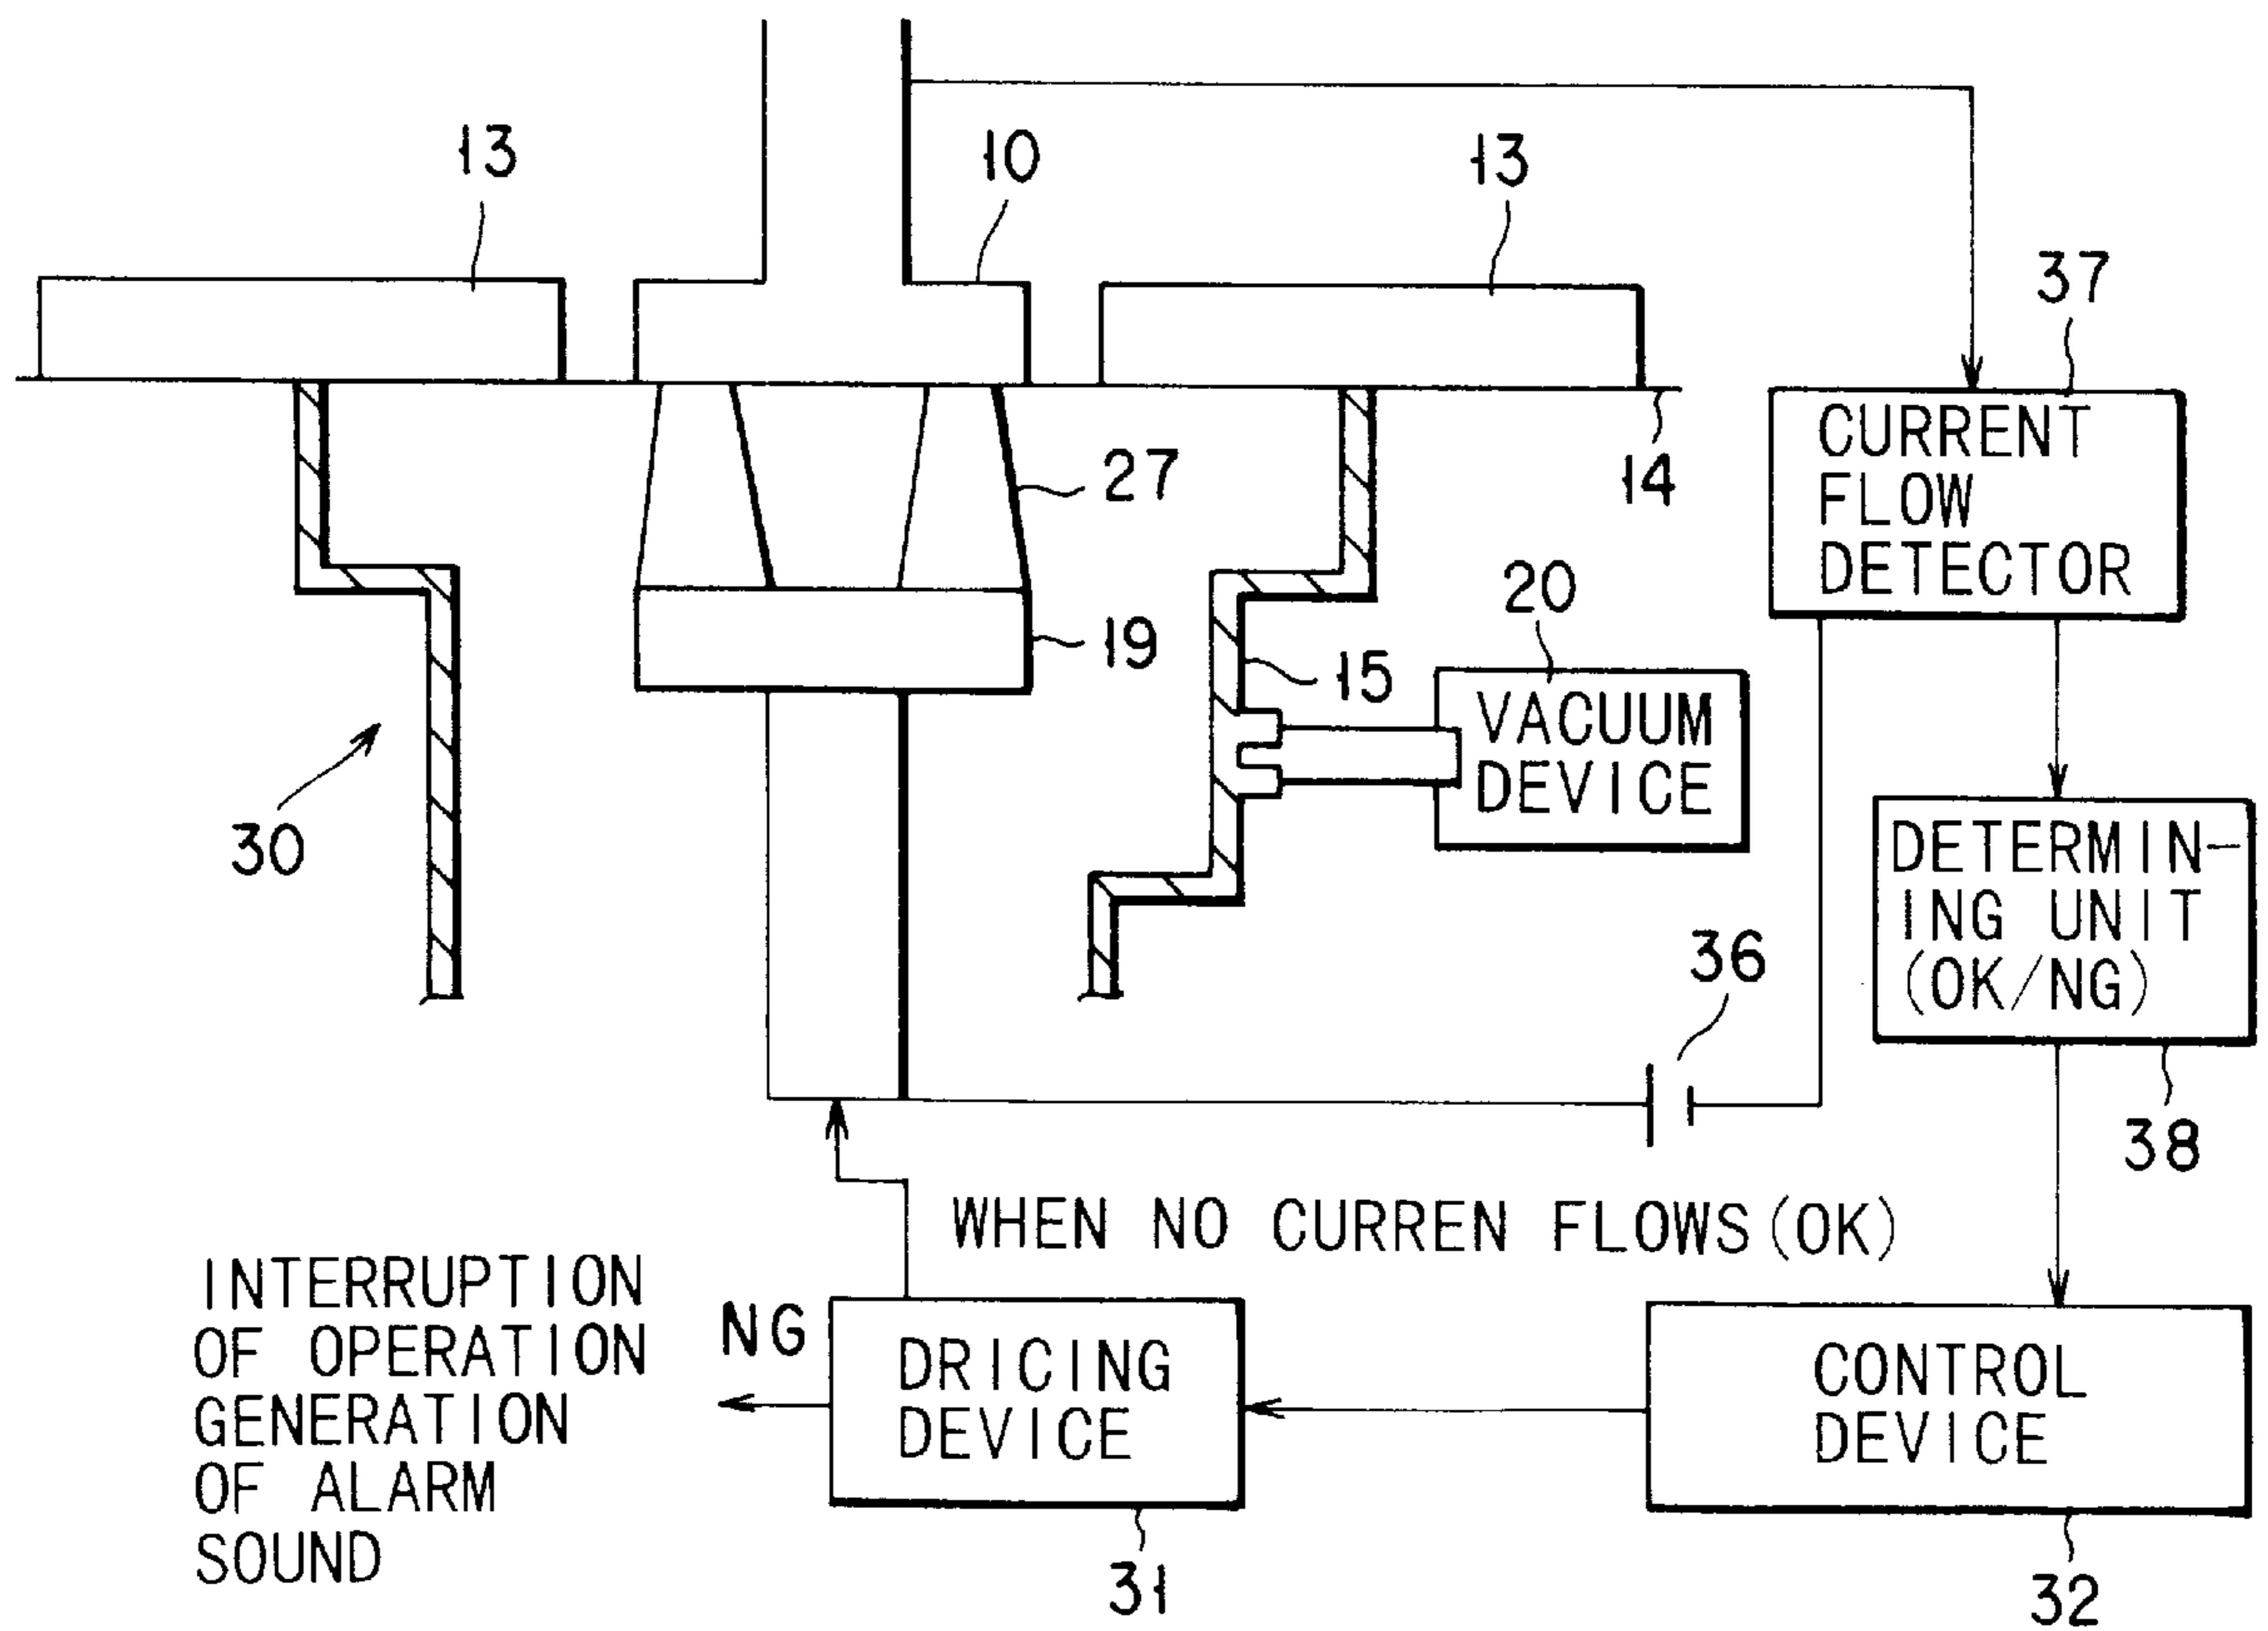 13
10
13
37
CURRENT
FLOW
DETECTOR
27
14
20
19
15
VACUUM
DEVICE
30
DETERMIN-
ING UNIT
(OK/NG)
36
38
WHEN NO CURREN FLOWS (OK)
INTERRUPTION
OF OPERATION
GENERATION
OF ALARM
SOUND
NG
DRICING
DEVICE
CONTROL
DEVICE
31
32